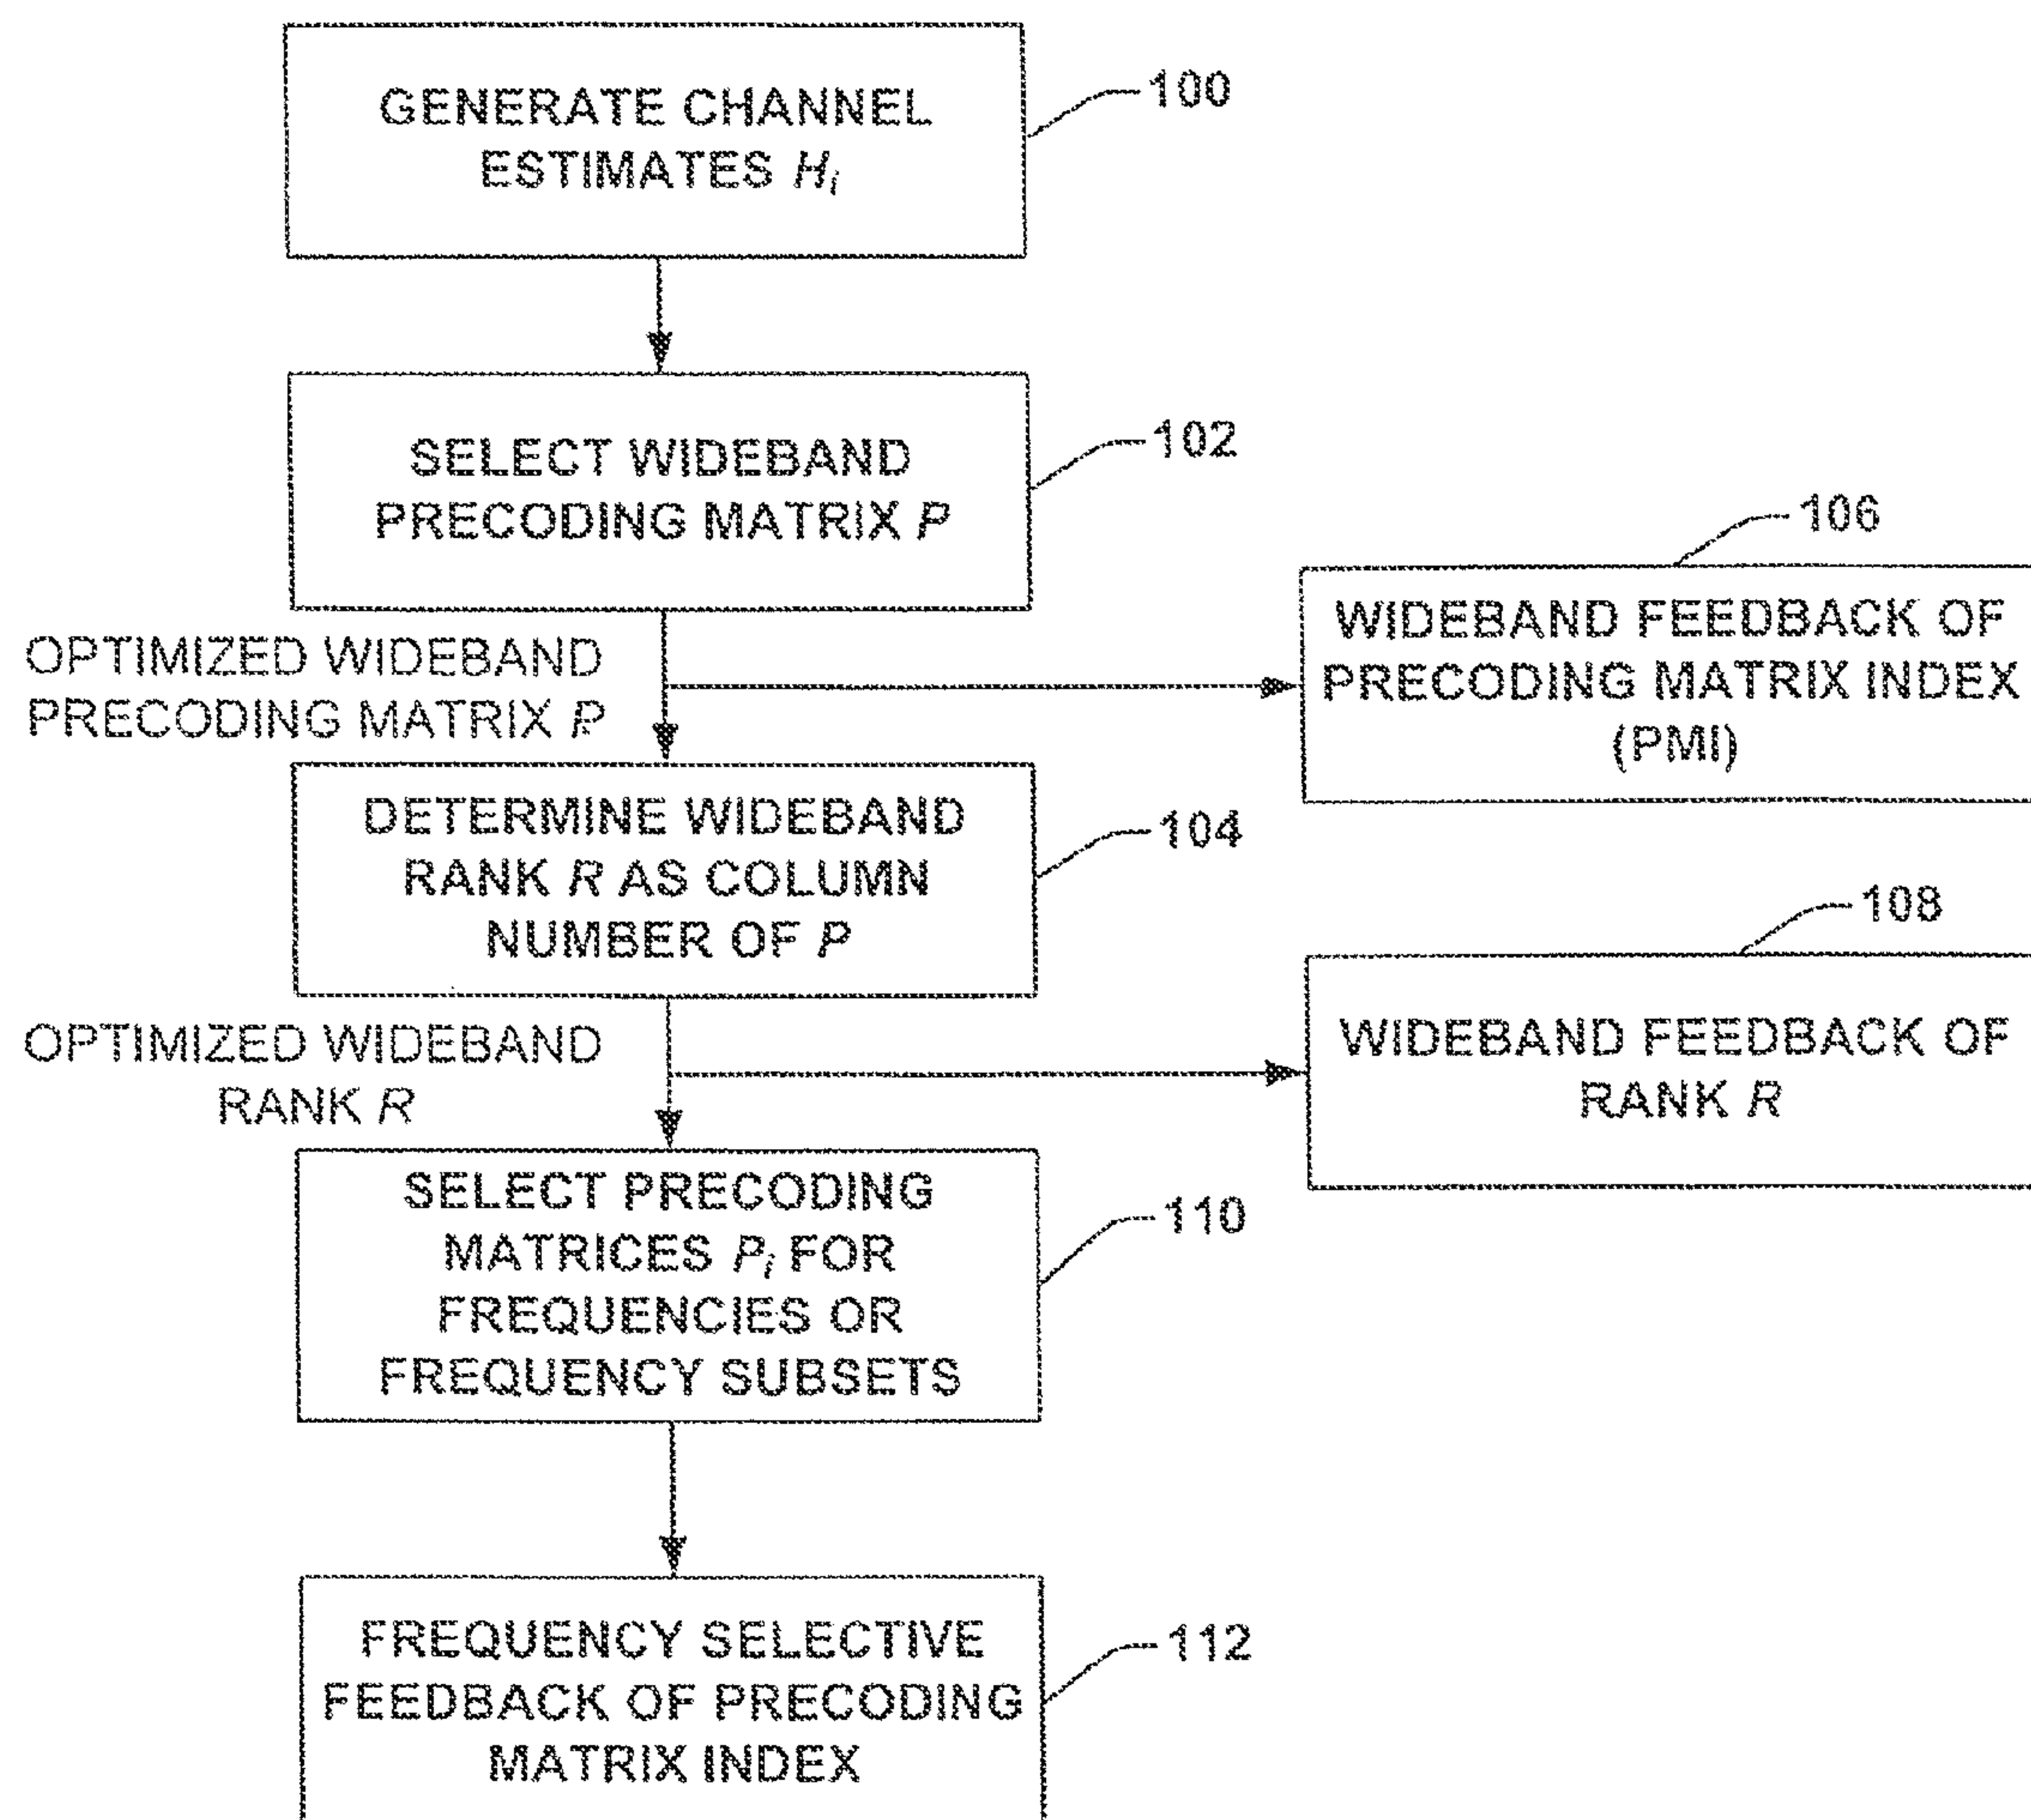 GENERATE CHANNEL
ESTIMATES Hi
100
SELECT WIDEBAND
PRECODING MATRIX P
102
OPTIMIZED WIDEBAND
PRECODING MATRIX P
106
WIDEBAND FEEDBACK OF
PRECODING MATRIX INDEX
(PMI)
DETERMINE WIDEBAND
RANK R AS COLUMN
NUMBER OF P
104
OPTIMIZED WIDEBAND
RANK R
108
WIDEBAND FEEDBACK OF
RANK R
SELECT PRECODING
MATRICES Pi FOR
FREQUENCIES OR
FREQUENCY SUBSETS
110
FREQUENCY SELECTIVE
FEEDBACK OF PRECODING
MATRIX INDEX
112